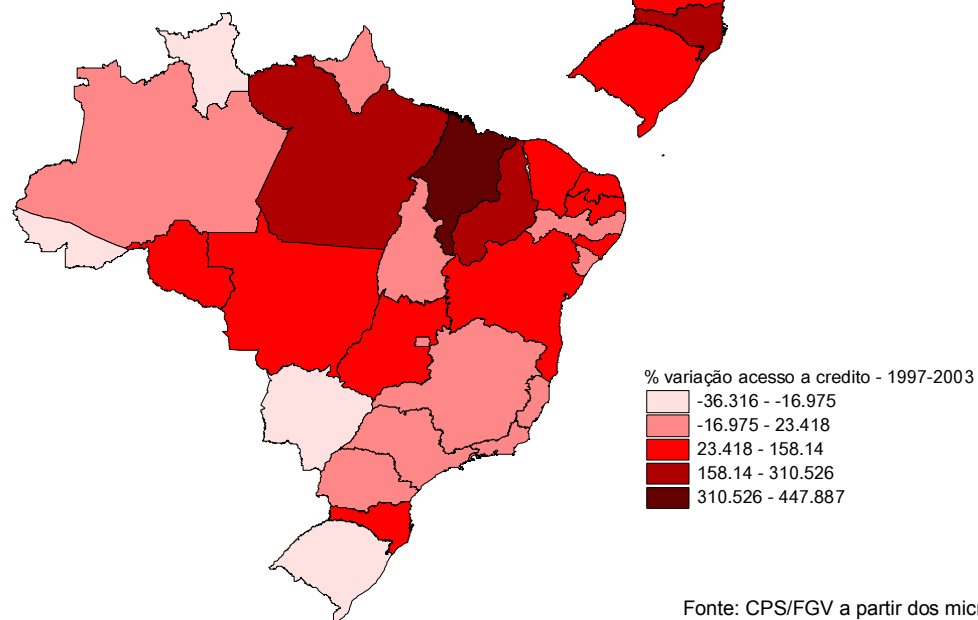 % variação acesso a credito - 1997-2003
-36.316 - -16.975
-16.975 - 23.418
23.418 - 158.14
158.14 - 310.526
310.526 - 447.887
Fonte: CPS/FGV a partir dos